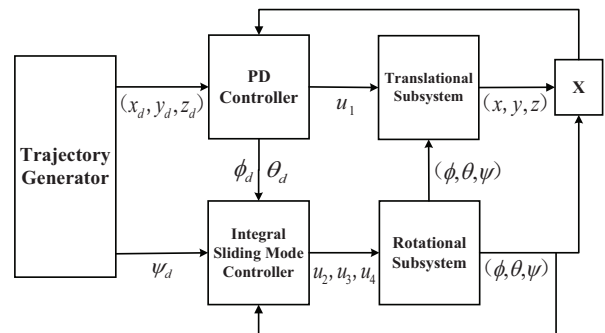 Trajectory
Generator
(x_d, y_d, z_d)
PD
Controller
u_1
Translational
Subsystem
(x, y, z)
X
ϕ_d θ_d
(ϕ,θ,ψ)
ψ_d
Integral
Sliding Mode
Controller
u_2, u_3, u_4
Rotational
Subsystem
(ϕ,θ,ψ)